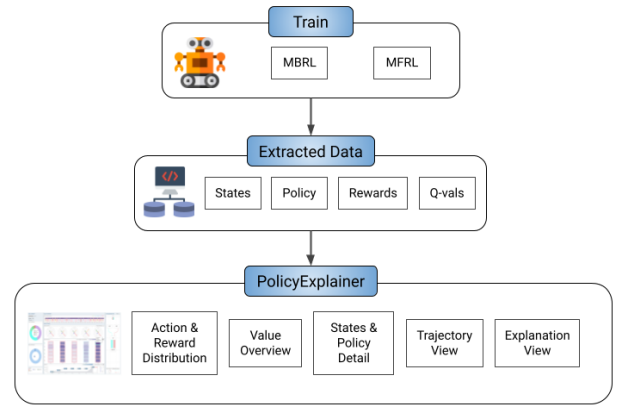 Train
MBRL
MFRL
Extracted Data
</>
States
Policy
Rewards
Q-vals
PolicyExplainer
Action &
Reward
Distribution
Value
Overview
States &
Policy
Detail
Trajectory
View
Explanation
View